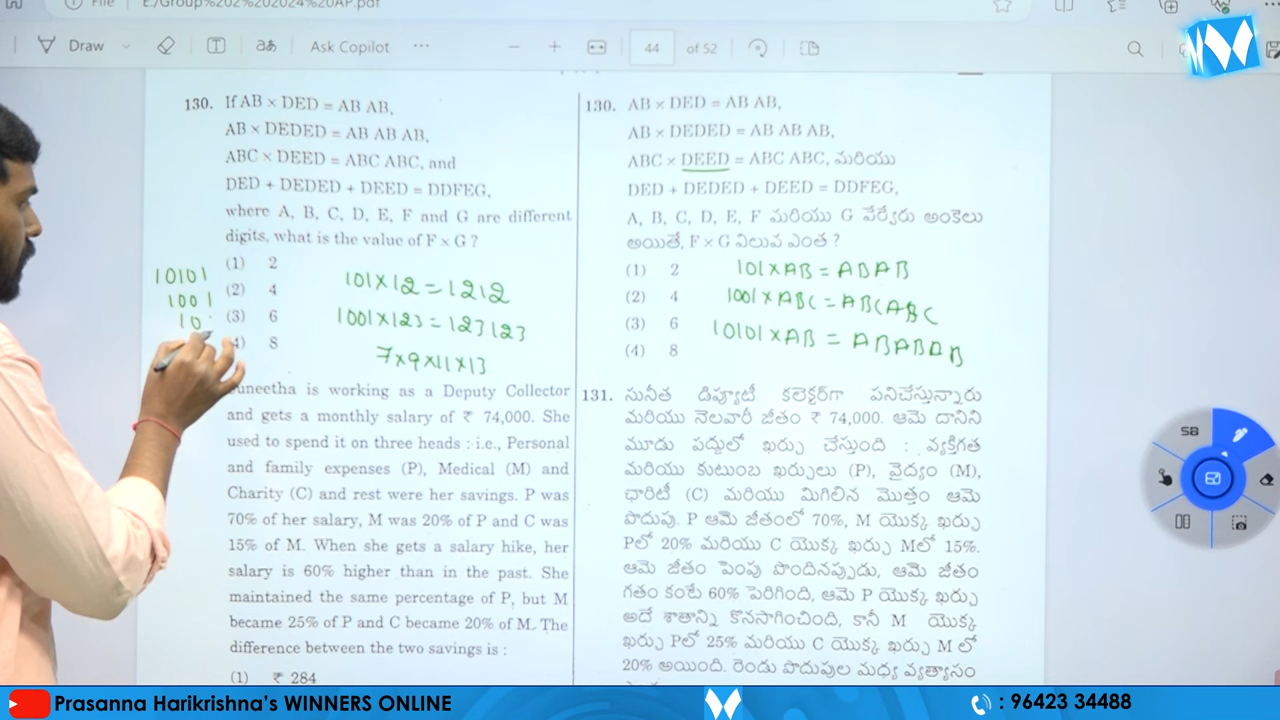 File E:/Group%202%202024%20AP.pdf
Draw aあ Ask Copilot ... − + 44 of 52
130. If AB × DED = AB AB,
AB × DEDED = AB AB AB,
ABC × DEED = ABC ABC, and
DED + DEDED + DEED = DDFEG,
where A, B, C, D, E, F and G are different
digits, what is the value of F × G ?
(1) 2
(2) 4
(3) 6
(4) 8
10101
1001
10
101×12=1212
1001×123=123123
7×9×11×13
Suneetha is working as a Deputy Collector
and gets a monthly salary of ₹ 74,000. She
used to spend it on three heads :-i.e., Personal
and family expenses (P), Medical (M) and
Charity (C) and rest were her savings. P was
70% of her salary, M was 20% of P and C was
15% of M. When she gets a salary hike, her
salary is 60% higher than in the past. She
maintained the same percentage of P, but M
became 25% of P and C became 20% of M. The
difference between the two savings is :
(1) ₹ 284
130. AB × DED = AB AB,
AB × DEDED = AB AB AB,
ABC × DEED = ABC ABC, మరియు
DED + DEDED + DEED = DDFEG,
A, B, C, D, E, F మరియు G వేర్వేరు అంకెలు
అయితే, F × G విలువ ఎంత ?
(1) 2
(2) 4
(3) 6
(4) 8
101×AB = ABAB
1001×ABC=ABCABC
10101×AB = ABABAB
131. సునీత డిప్యూటీ కలెక్టర్‌గా పనిచేస్తున్నారు
మరియు నెలవారీ జీతం ₹ 74,000. ఆమె దానిని
మూడు పద్దులో ఖర్చు చేస్తుంది : వ్యక్తిగత
మరియు కుటుంబ ఖర్చులు (P), వైద్యం (M),
ఛారిటీ (C) మరియు మిగిలిన మొత్తం ఆమె
పొదుపు. P ఆమె జీతంలో 70%, M యొక్క ఖర్చు
Pలో 20% మరియు C యొక్క ఖర్చు Mలో 15%.
ఆమె జీతం పెంపు పొందినప్పుడు, ఆమె జీతం
గతం కంటే 60% పెరిగింది, ఆమె P యొక్క ఖర్చు
అదే శాతాన్ని కొనసాగించింది, కానీ M యొక్క
ఖర్చు Pలో 25% మరియు C యొక్క ఖర్చు M లో
20% అయింది. రెండు పొదుపుల మధ్య వ్యత్యాసం
SB
Prasanna Harikrishna's WINNERS ONLINE
: 96423 34488